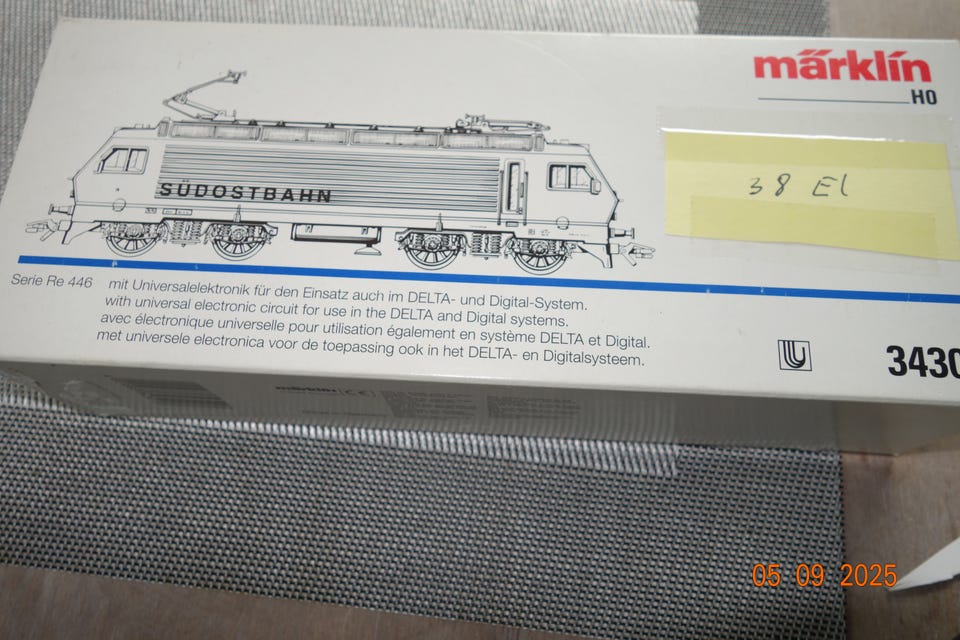 märklin
H0
38 El
SÜDOSTBAHN
Serie Re 446
mit Universalelektronik für den Einsatz auch im DELTA- und Digital-System.
with universal electronic circuit for use in the DELTA and Digital systems.
avec électronique universelle pour utilisation également en système DELTA et Digital.
met universele electronica voor de toepassing ook in het DELTA- en Digitalsysteem.
3430
märklin CE
05 09 2025